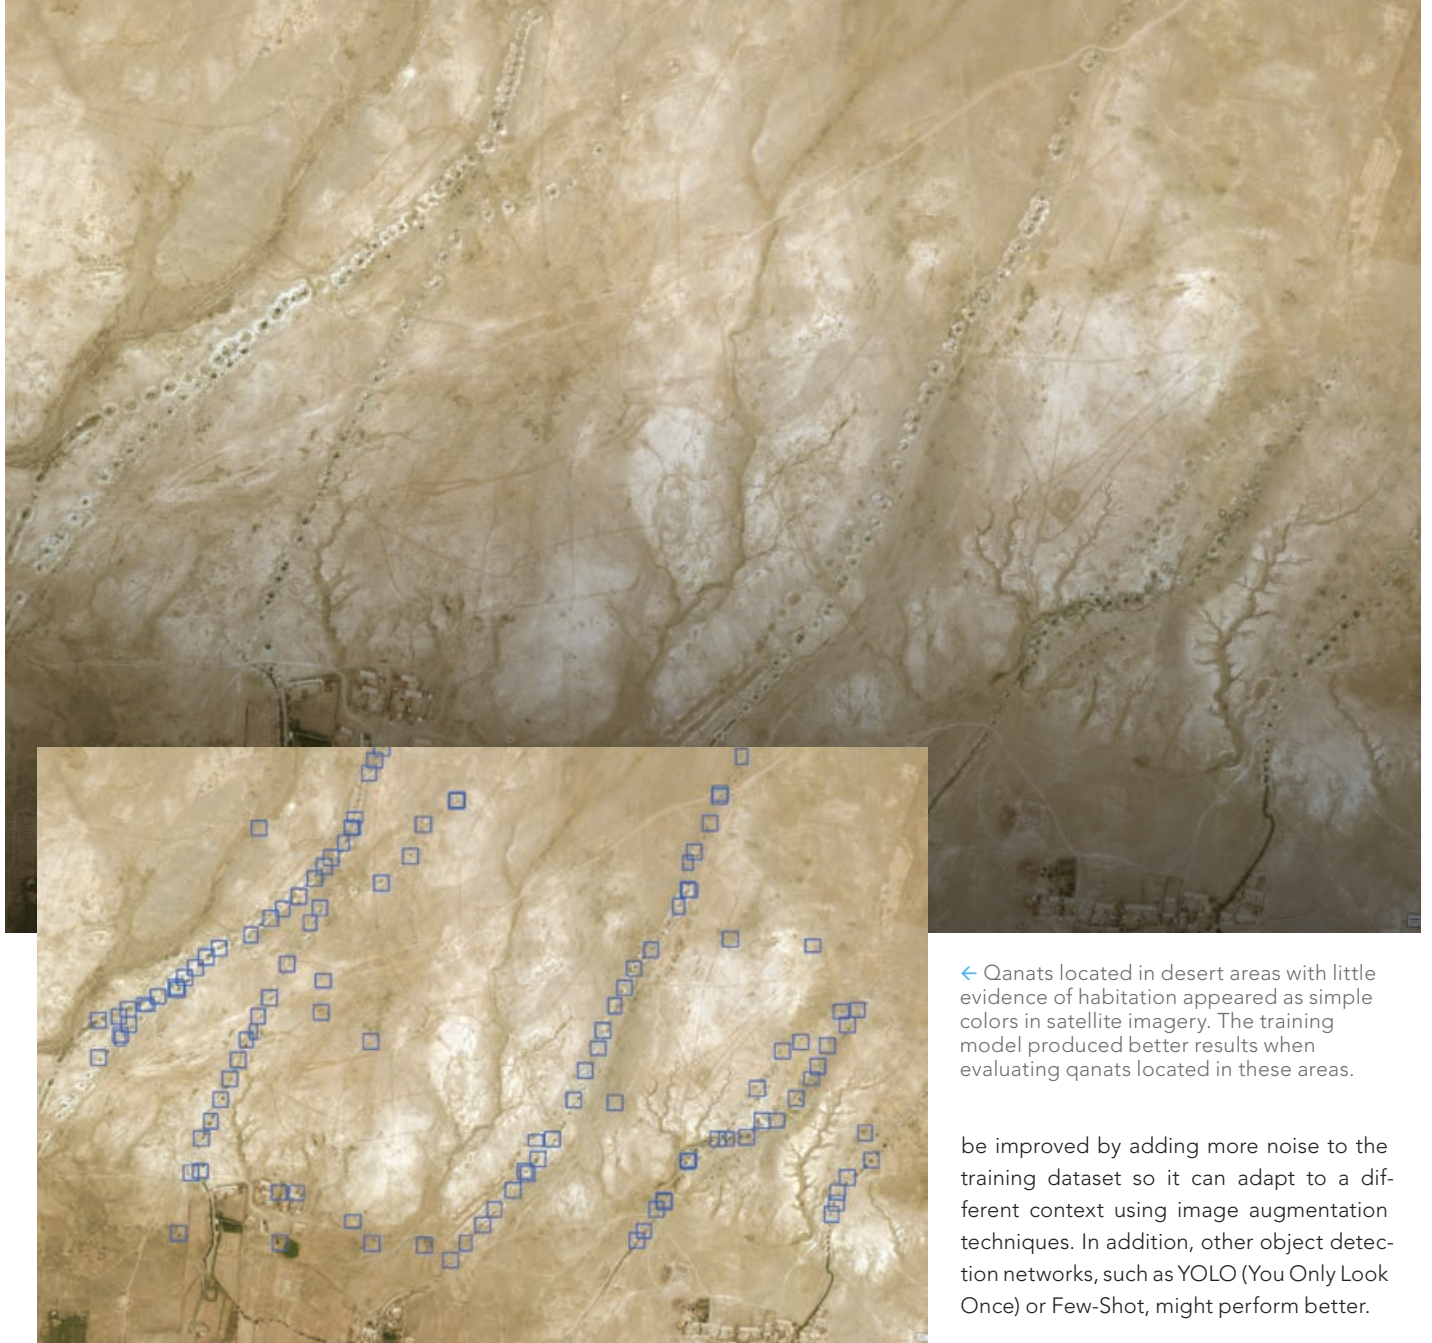 ← Qanats located in desert areas with little
evidence of habitation appeared as simple
colors in satellite imagery. The training
model produced better results when
evaluating qanats located in these areas.
be improved by adding more noise to the
training dataset so it can adapt to a dif-
ferent context using image augmentation
techniques. In addition, other object detec-
tion networks, such as YOLO (You Only Look
Once) or Few-Shot, might perform better.